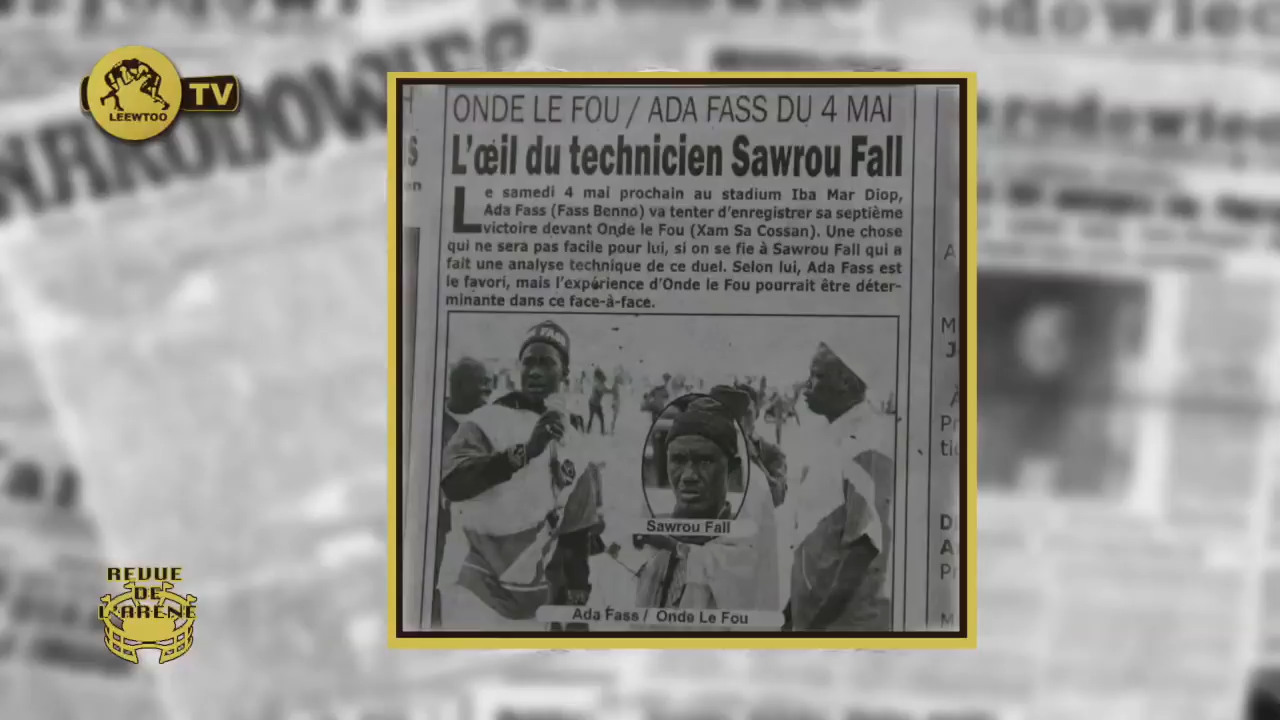 LEEWTOO
TV
NARODOWIEC
ONDE LE FOU / ADA FASS DU 4 MAI
L'œil du technicien Sawrou Fall
Le samedi 4 mai prochain au stadium Iba Mar Diop,
Ada Fass (Fass Benno) va tenter d'enregistrer sa septième
victoire devant Onde le Fou (Xam Sa Cossan). Une chose
qui ne sera pas facile pour lui, si on se fie à Sawrou Fall qui a
fait une analyse technique de ce duel. Selon lui, Ada Fass est
le favori, mais l'expérience d'Onde le Fou pourrait être déter-
minante dans ce face-à-face.
Sawrou Fall
Ada Fass / Onde Le Fou
REVUE
DE
L'ARENE